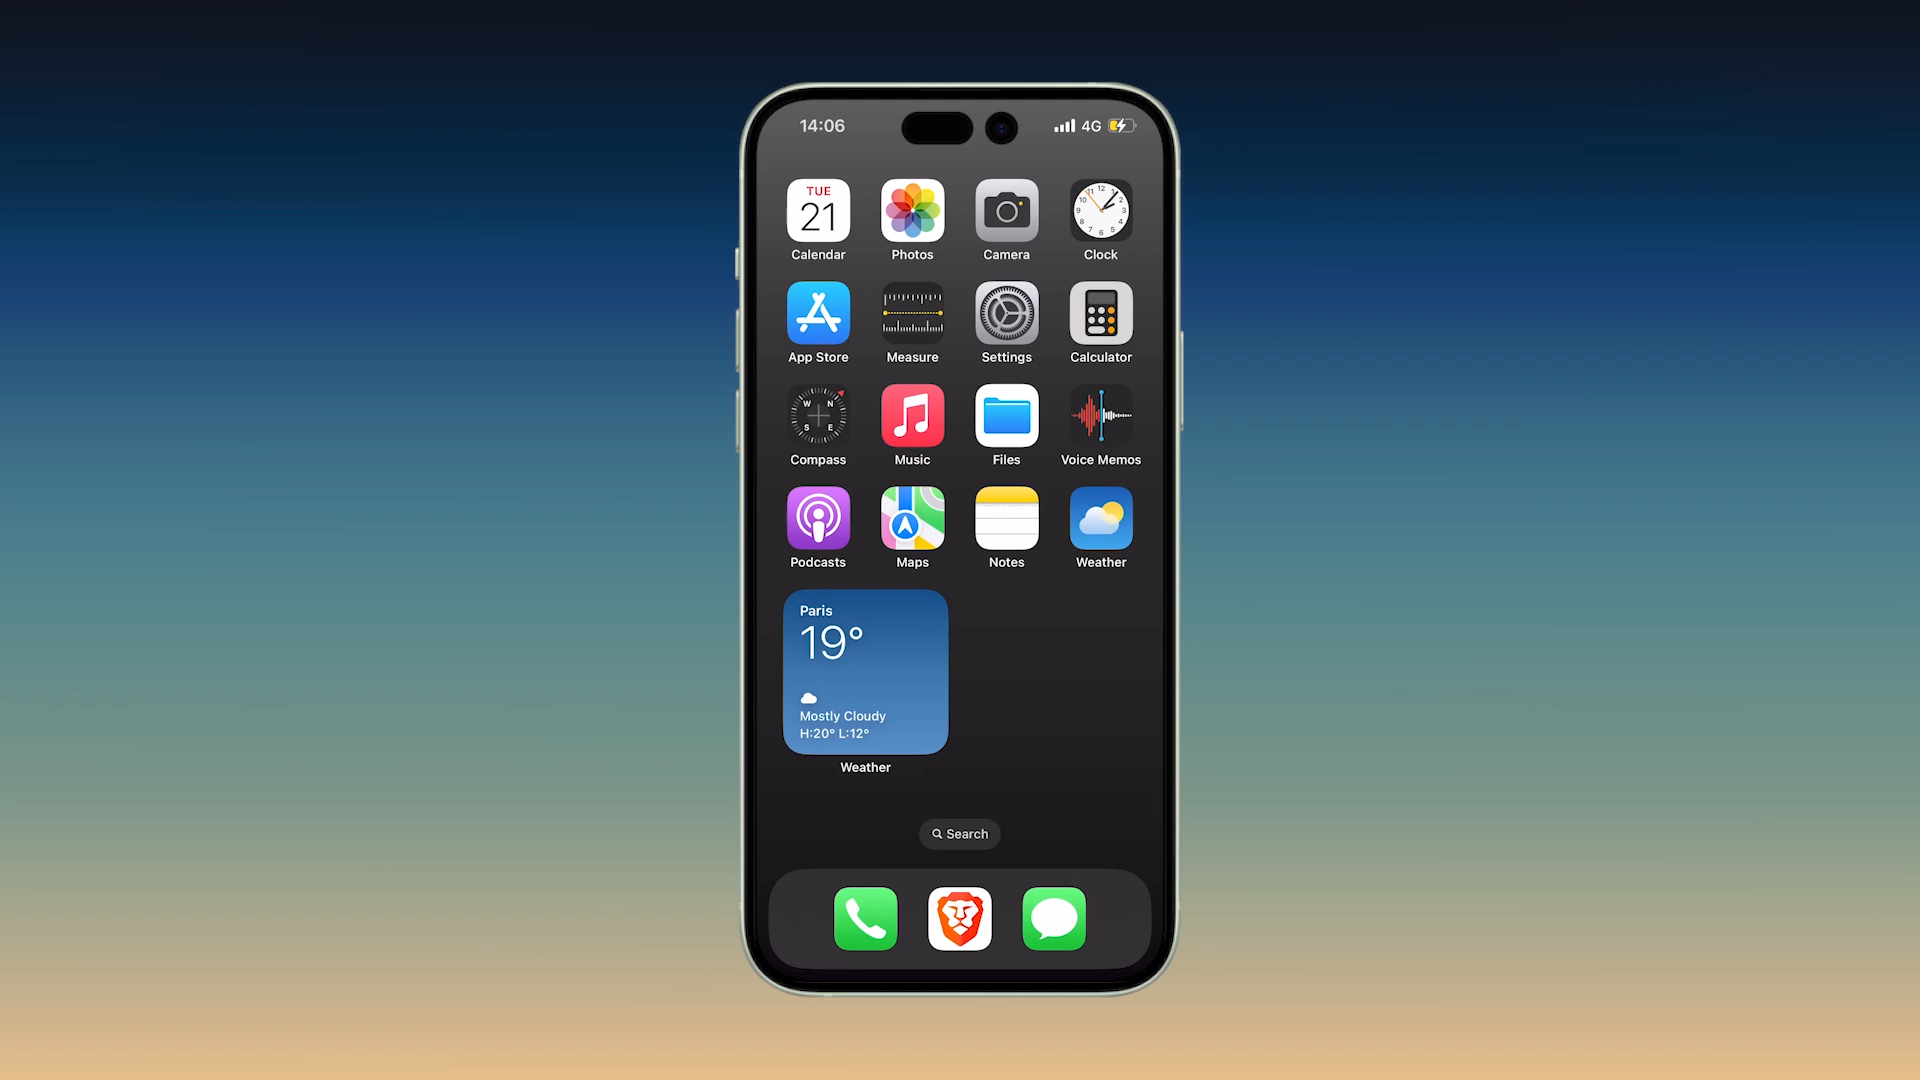 14:06 4G
TUE
21
Calendar Photos Camera Clock
App Store Measure Settings Calculator
W N
S E
Compass Music Files Voice Memos
Podcasts Maps Notes Weather
Paris
19°
Mostly Cloudy
H:20° L:12°
Weather
Search